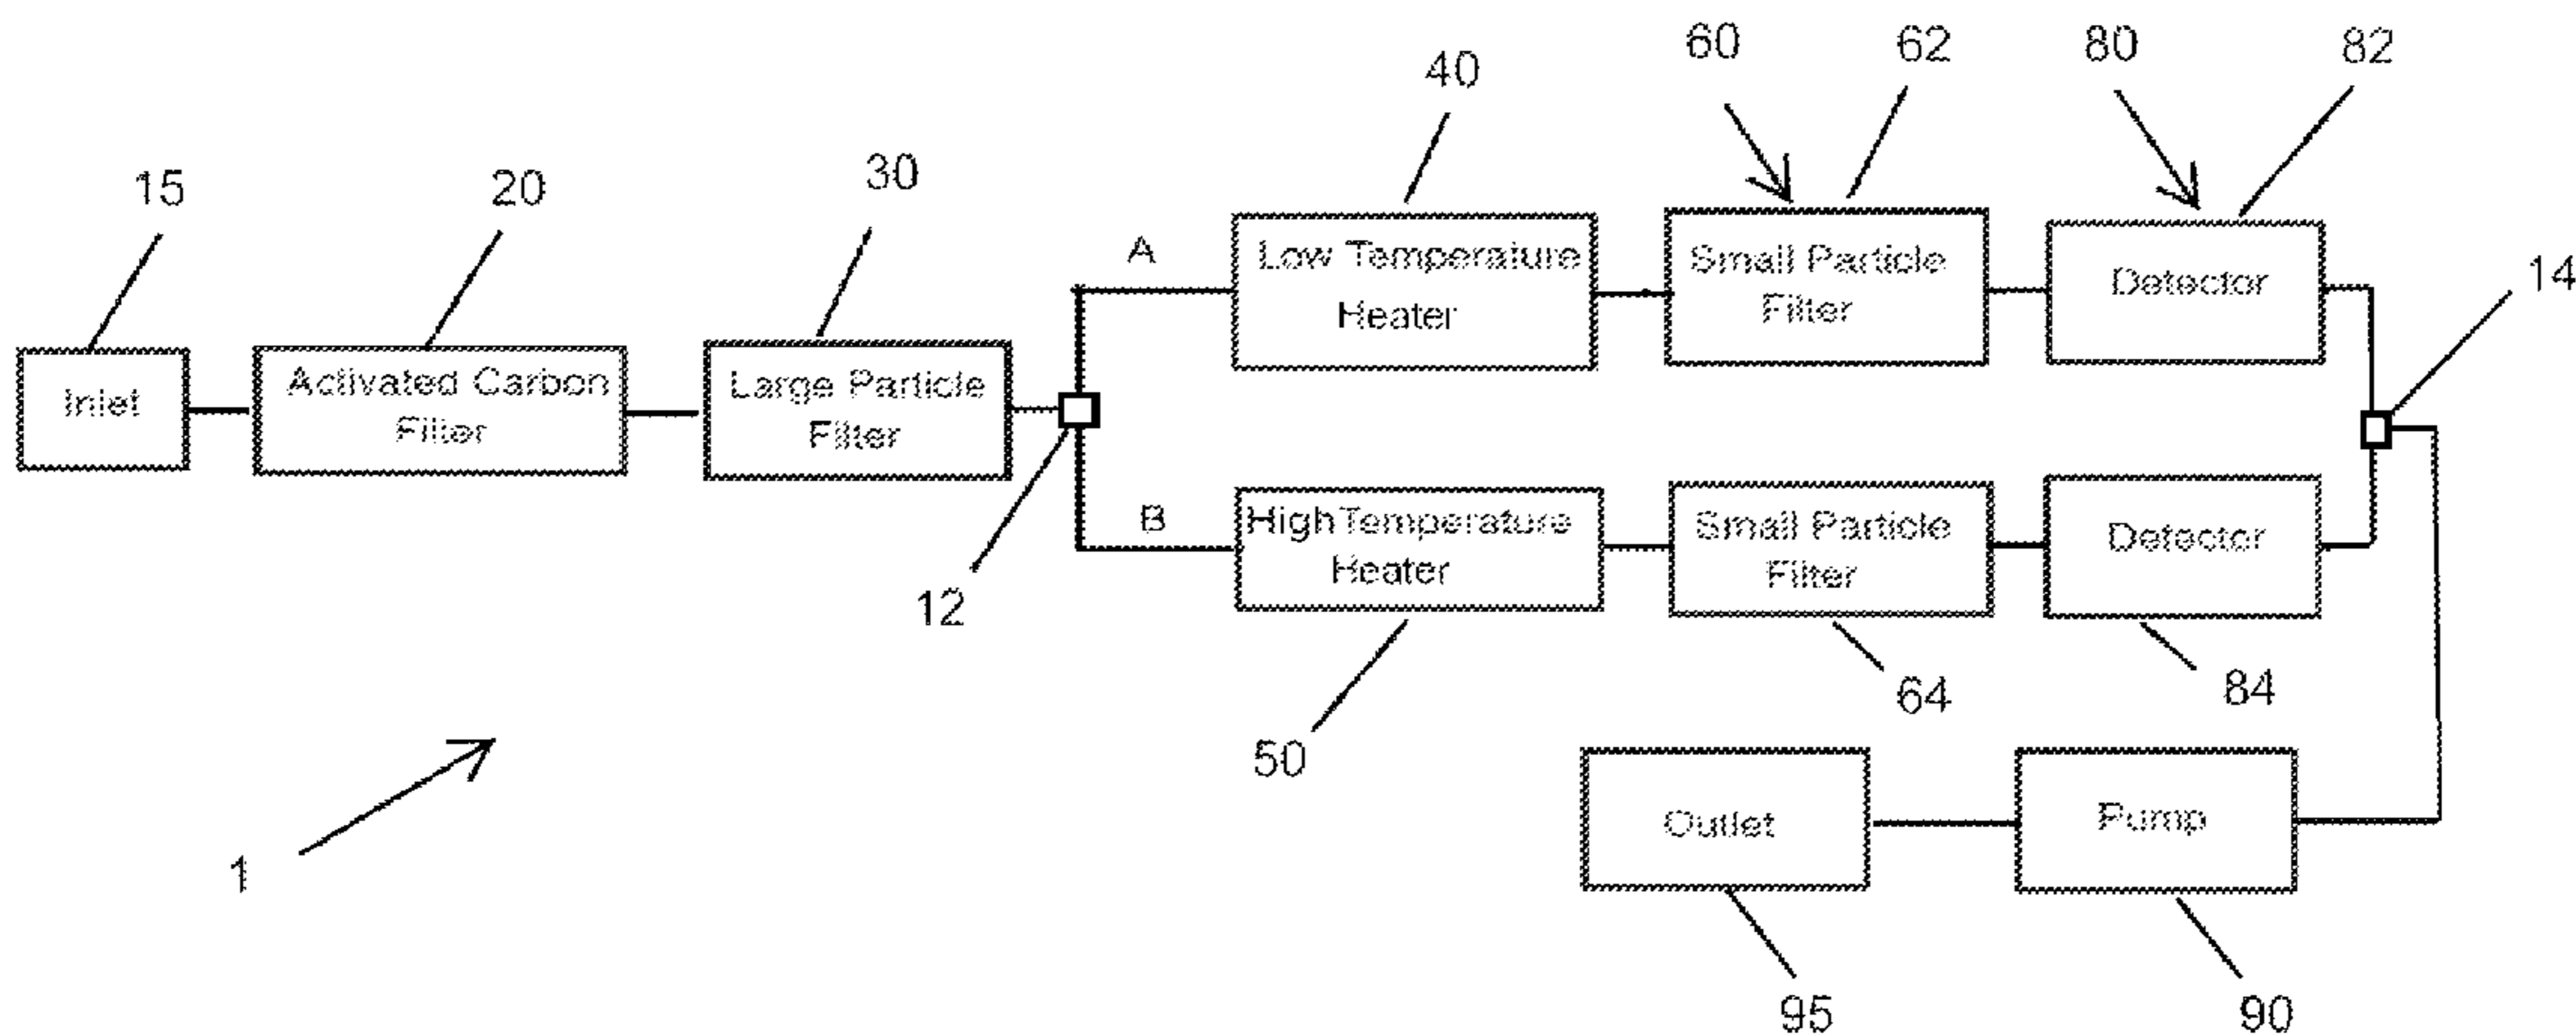 60
62
80
82
40
15
20
30
14
A
Low Temperature
Heater
Small Particle
Filter
Detector
Inlet
Activated Carbon
Filter
Large Particle
Filter
B
High Temperature
Heater
Small Particle
Filter
Detector
12
50
64
84
Outlet
Pump
1
95
90